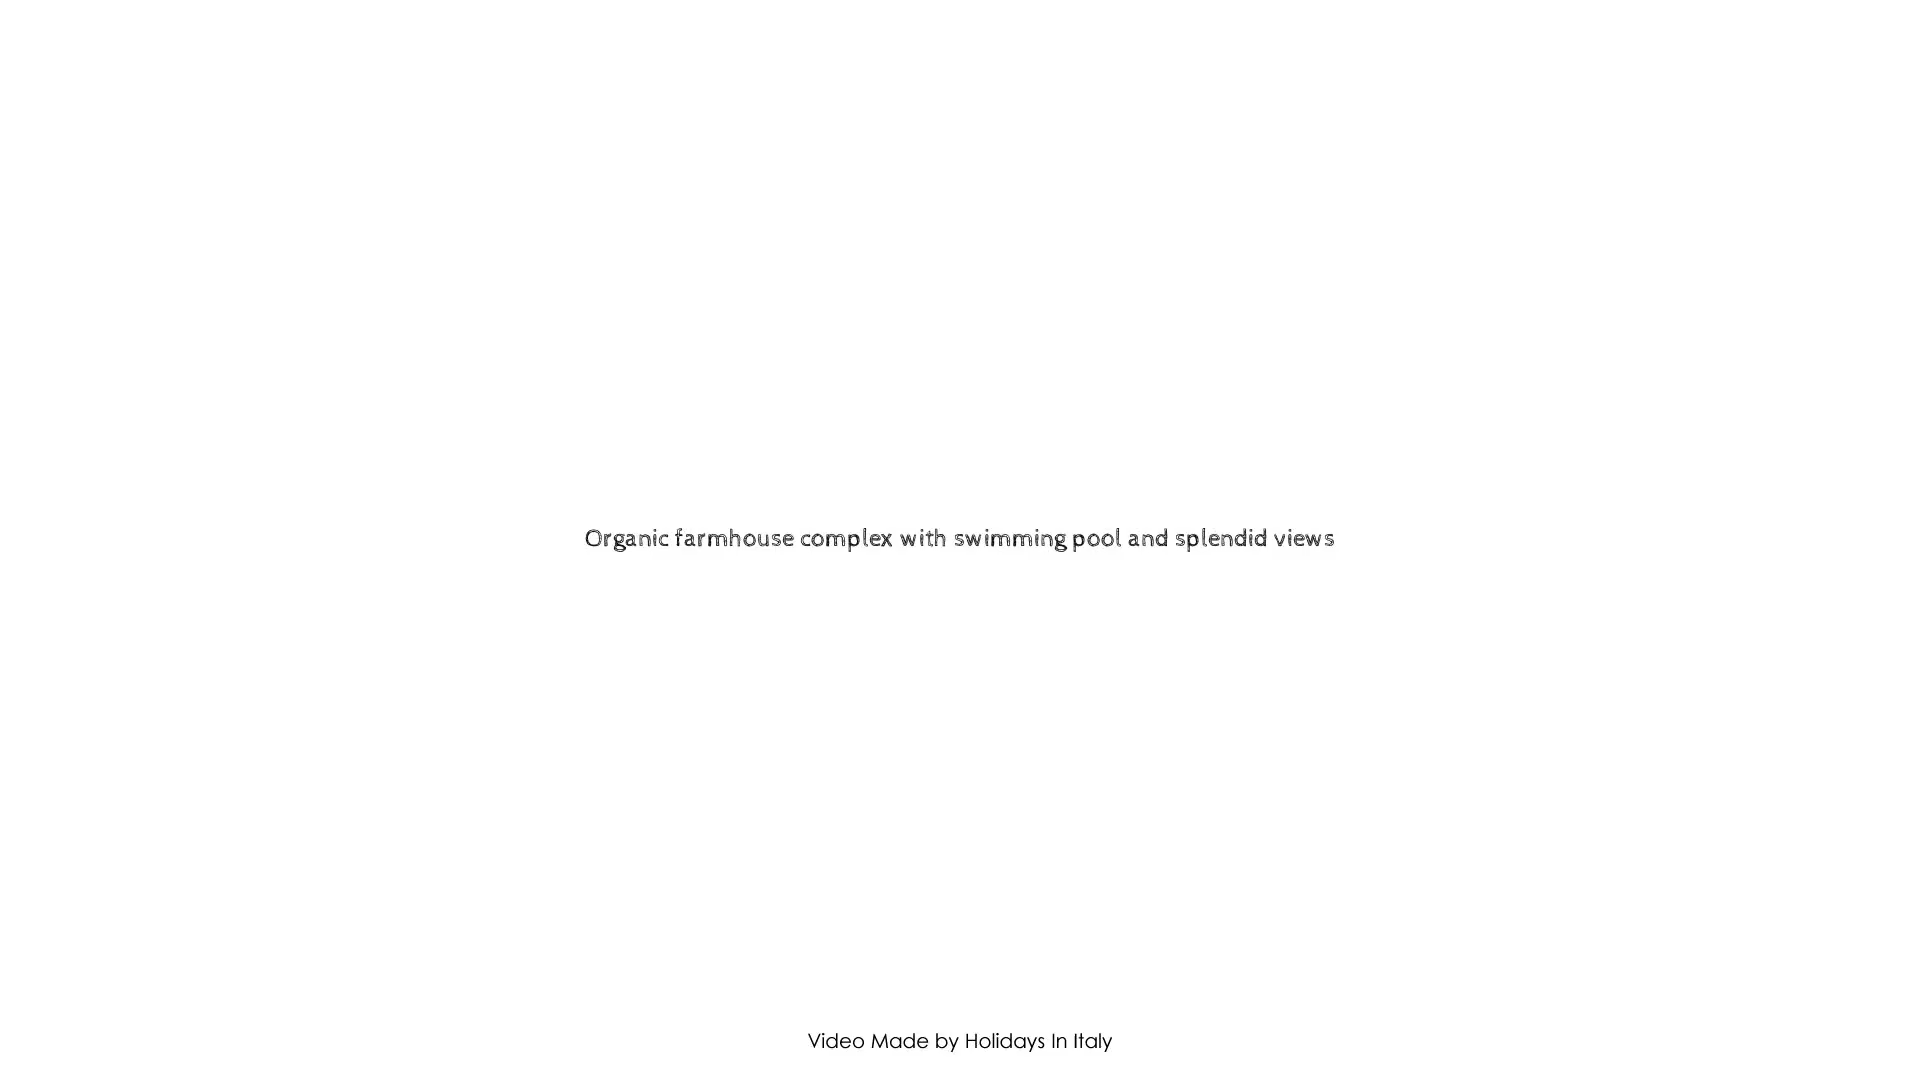 Organic farmhouse complex with swimming pool and splendid views
Video Made by Holidays In Italy